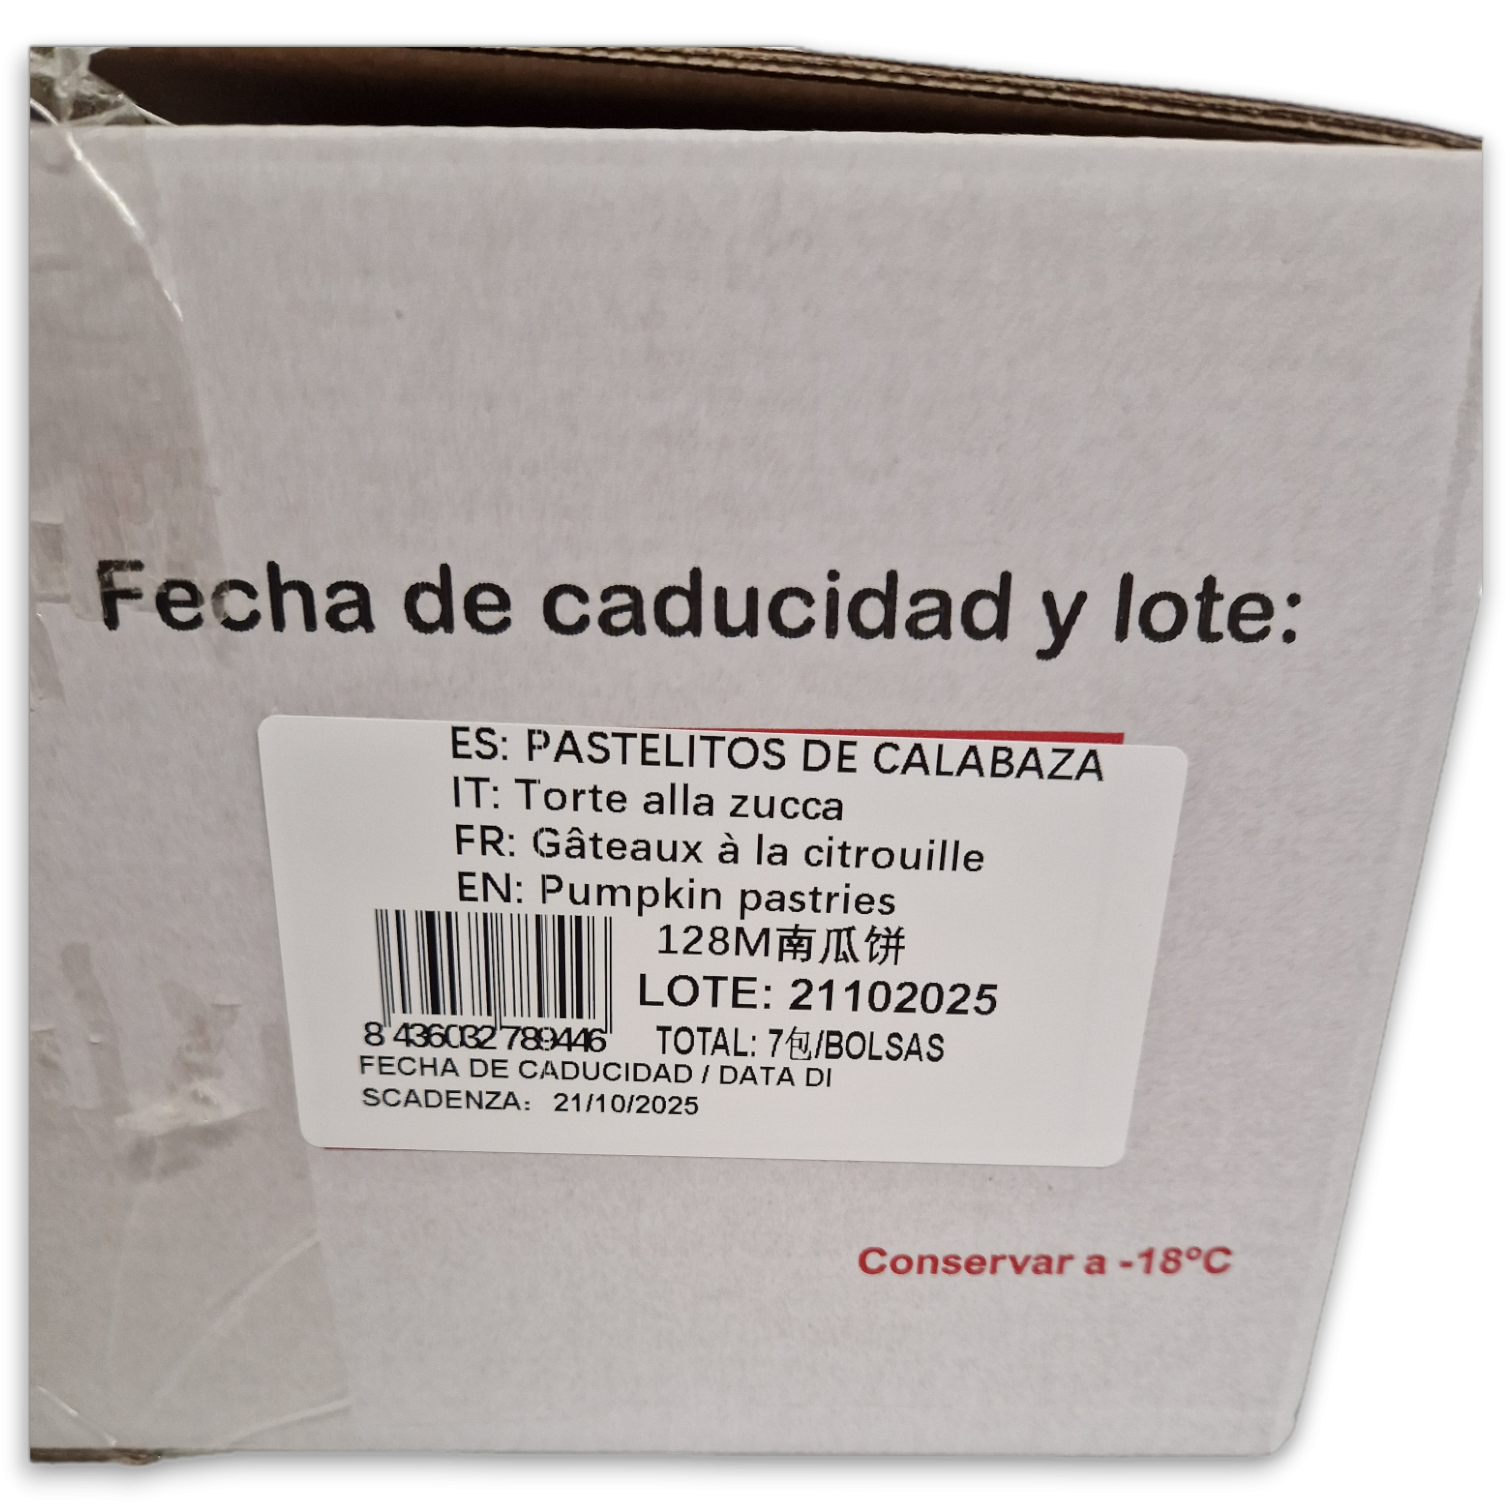 Fecha de caducidad y lote:
ES: PASTELITOS DE CALABAZA
IT: Torte alla zucca
FR: Gâteaux à la citrouille
EN: Pumpkin pastries
128M南瓜饼
LOTE: 21102025
8 436032 789446
TOTAL: 7包/BOLSAS
FECHA DE CADUCIDAD / DATA DI
SCADENZA: 21/10/2025
Conservar a -18ºC